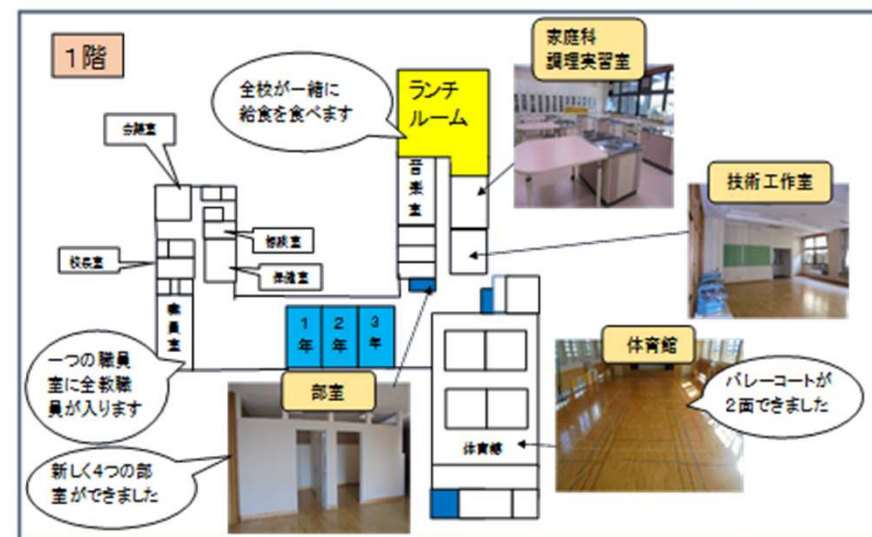 1階
全校が一緒に
給食を食べます
ランチ
ルーム
家庭科
調理実習室
会議室
音楽室
技術工作室
相談室
校長室
保健室
職員室
1年
2年
3年
一つの職員
室に全教職
員が入ります
部室
体育館
バレーコートが
2面できました
体育館
新しく4つの部
室ができました